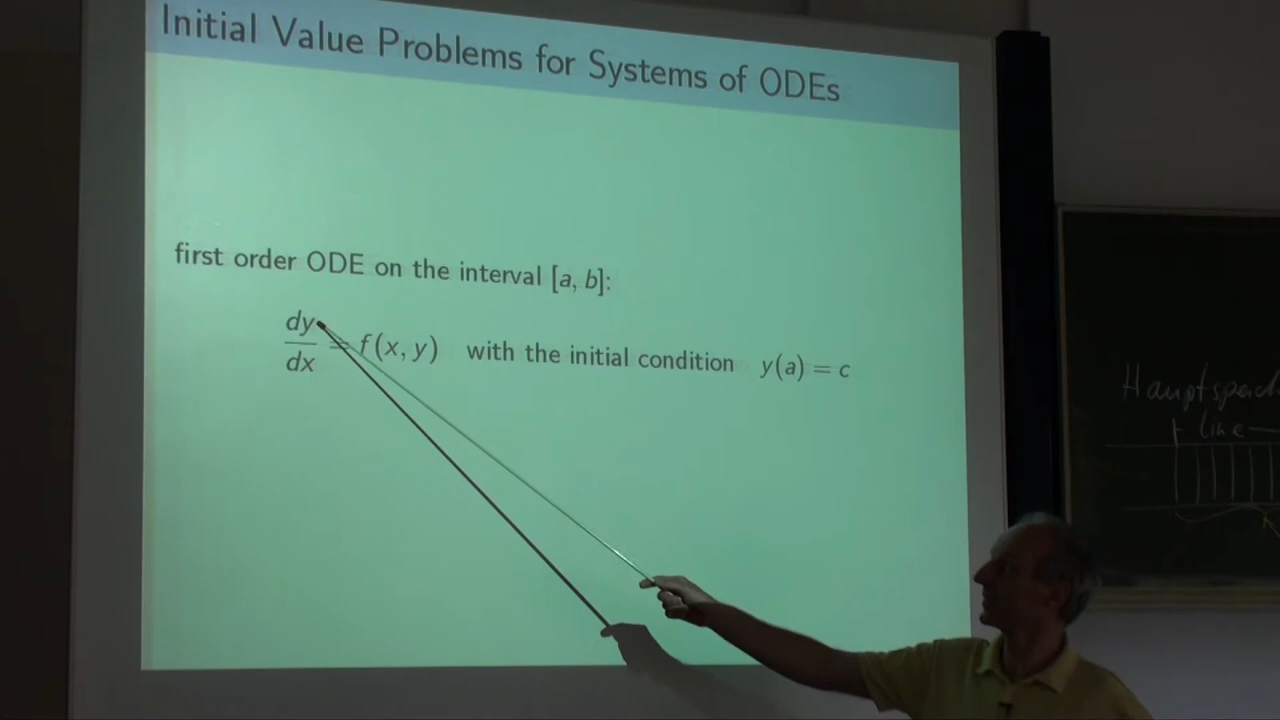 Initial Value Problems for Systems of ODEs
first order ODE on the interval [a, b]:
dy
dx
= f(x, y) with the initial condition y(a) = c
line